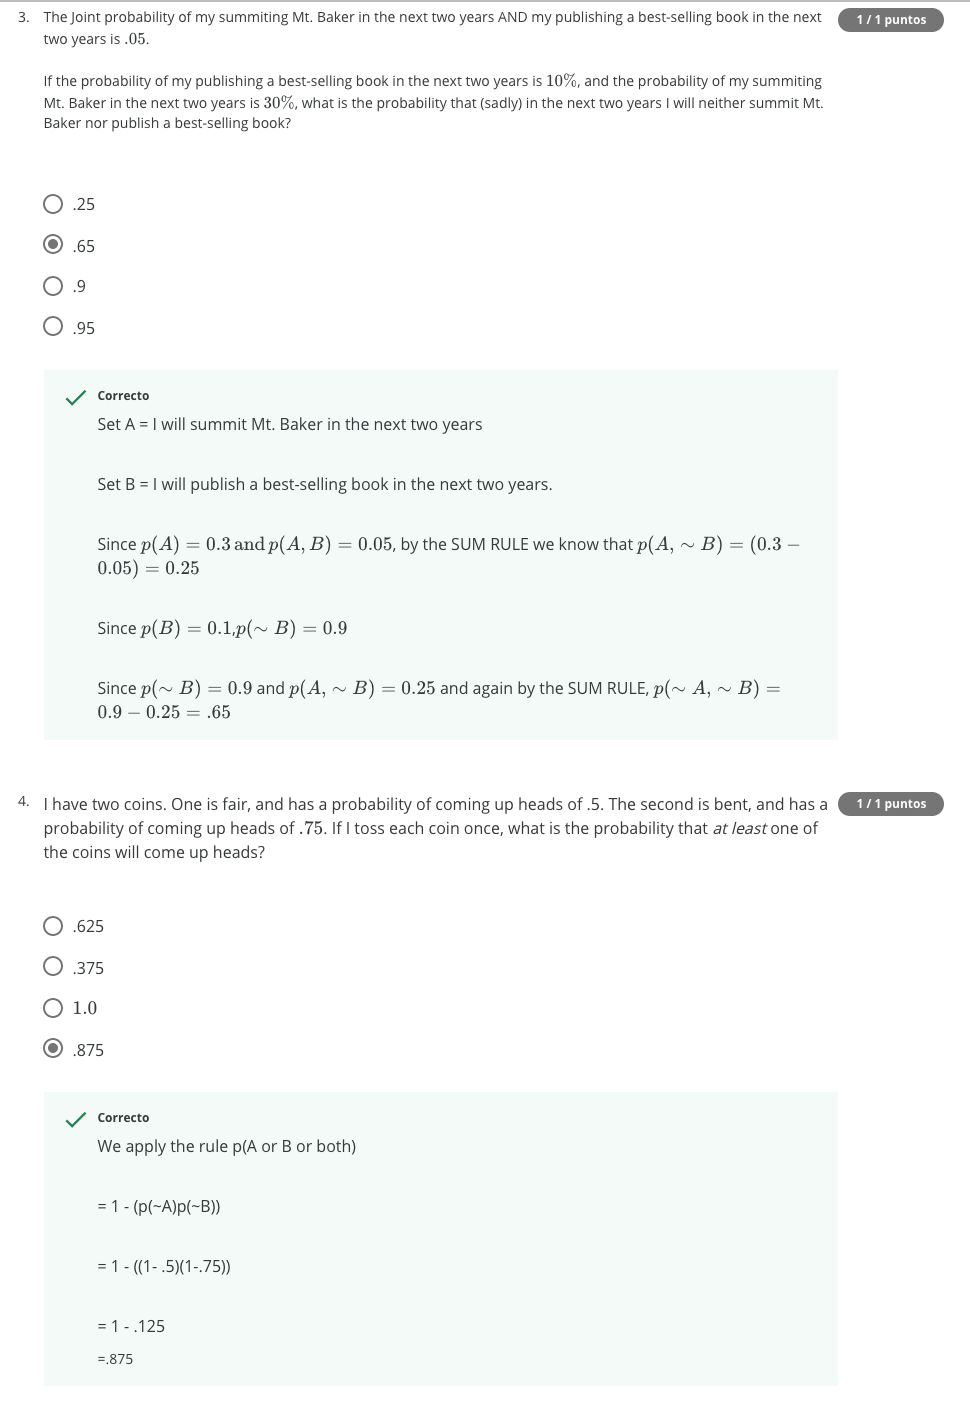 3. The Joint probability of my summiting Mt. Baker in the next two years AND my publishing a best-selling book in the next
two years is .05.
1 / 1 puntos
If the probability of my publishing a best-selling book in the next two years is 10%, and the probability of my summiting
Mt. Baker in the next two years is 30%, what is the probability that (sadly) in the next two years I will neither summit Mt.
Baker nor publish a best-selling book?
.25
.65
.9
.95
Correcto
Set A = I will summit Mt. Baker in the next two years
Set B = I will publish a best-selling book in the next two years.
Since p(A) = 0.3 and p(A, B) = 0.05, by the SUM RULE we know that p(A, ∼ B) = (0.3 −
0.05) = 0.25
Since p(B) = 0.1,p(∼ B) = 0.9
Since p(∼ B) = 0.9 and p(A, ∼ B) = 0.25 and again by the SUM RULE, p(∼ A, ∼ B) =
0.9 − 0.25 = .65
4. I have two coins. One is fair, and has a probability of coming up heads of .5. The second is bent, and has a
probability of coming up heads of .75. If I toss each coin once, what is the probability that at least one of
the coins will come up heads?
1 / 1 puntos
.625
.375
1.0
.875
Correcto
We apply the rule p(A or B or both)
= 1 - (p(~A)p(~B))
= 1 - ((1- .5)(1-.75))
= 1 - .125
=.875